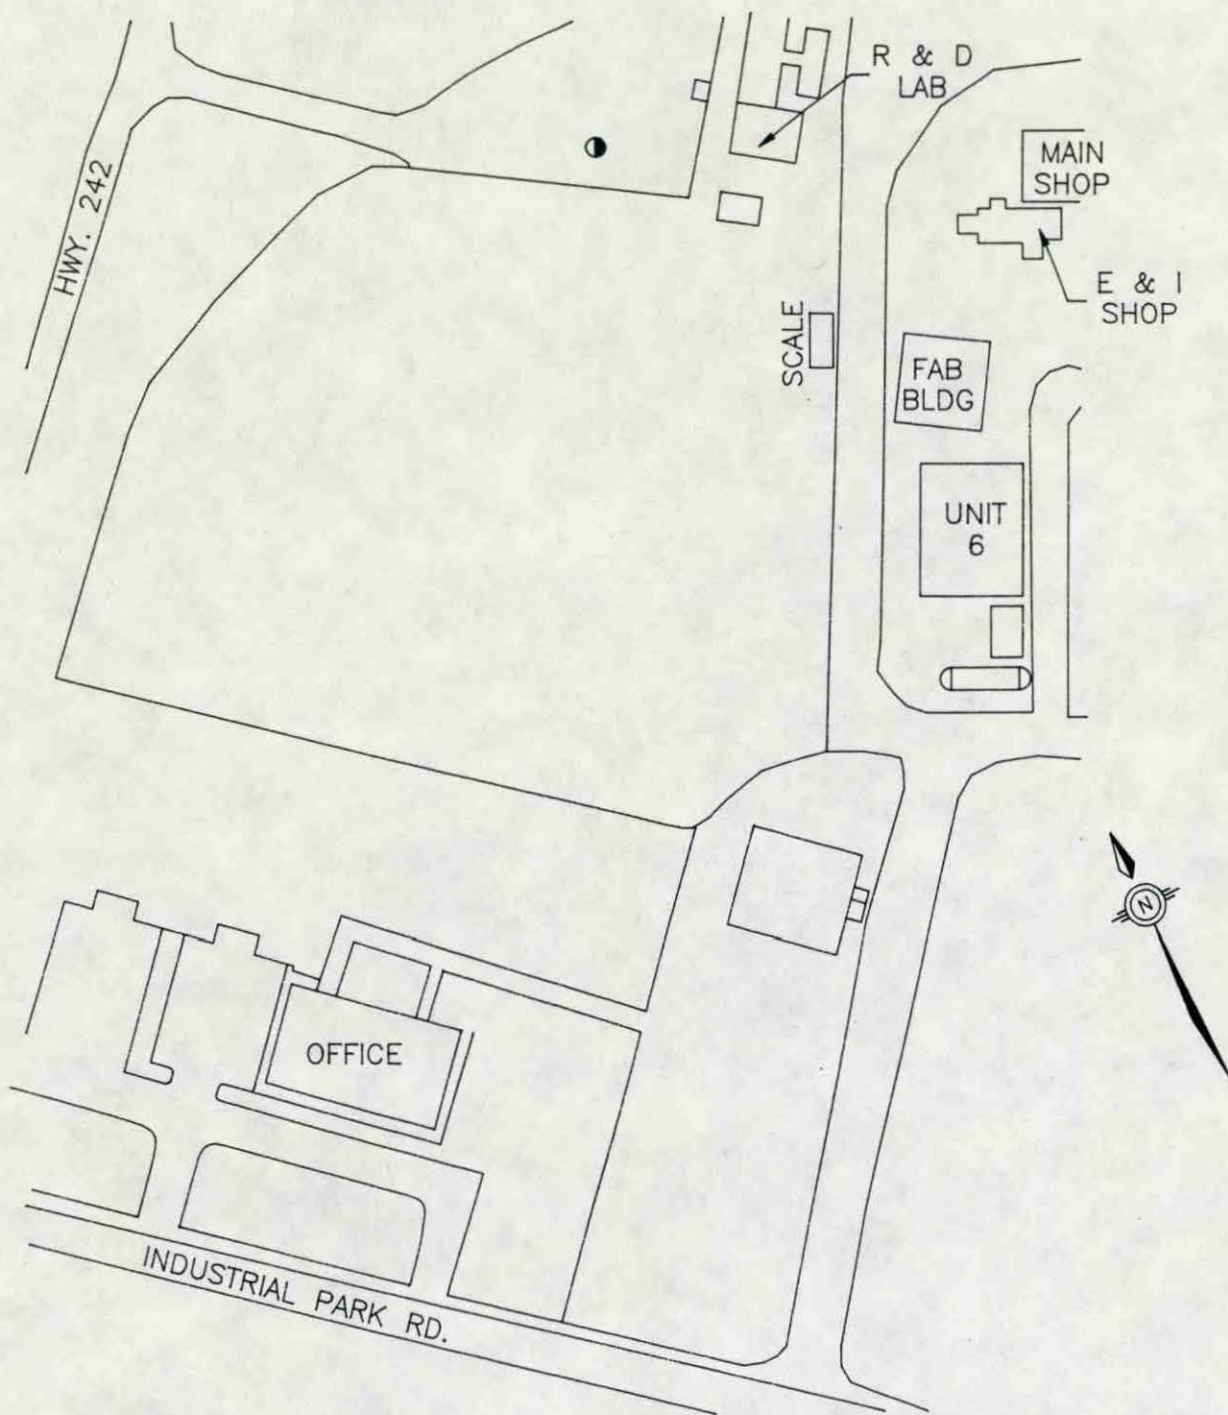 R & D
LAB
MAIN
SHOP
HWY. 242
E & I
SHOP
SCALE
FAB
BLDG
UNIT
6
N
OFFICE
INDUSTRIAL PARK RD.